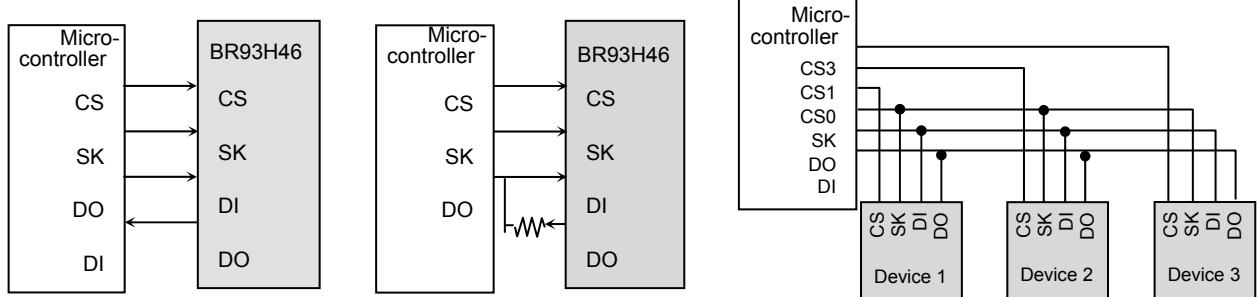 Micro-
controller
CS
SK
DO
DI
BR93H46
CS
SK
DI
DO
Micro-
controller
CS
SK
DO
BR93H46
CS
SK
DI
DO
Micro-
controller
CS3
CS1
CS0
SK
DO
DI
CS
SK
DI
DO
Device 1
CS
SK
DI
DO
Device 2
CS
SK
DI
DO
Device 3